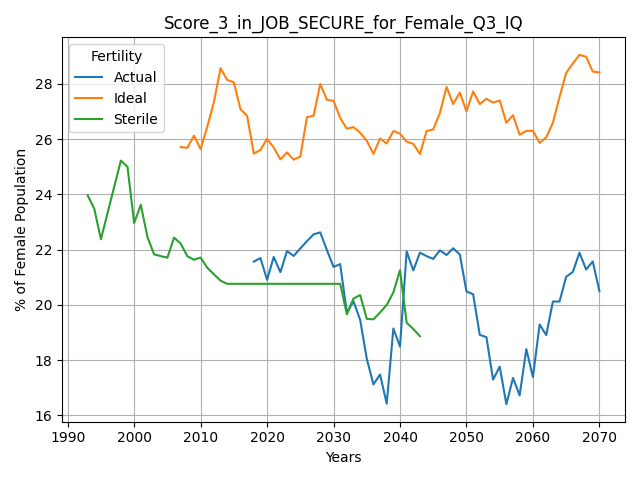 Score_3_in_JOB_SECURE_for_Female_Q3_IQ
Fertility
Actual
Ideal
Sterile
% of Female Population
28
26
24
22
20
18
16
1990 2000 2010 2020 2030 2040 2050 2060 2070
Years